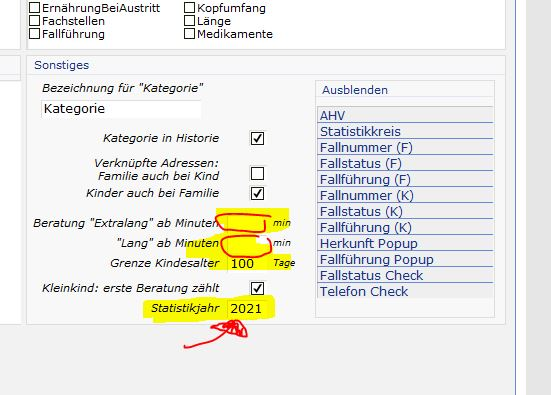 ErnährungBeiAustritt
Kopfumfang
Fachstellen
Länge
Fallführung
Medikamente
Sonstiges
Bezeichnung für "Kategorie"
Kategorie
Kategorie in Historie
Verknüpfte Adressen:
Familie auch bei Kind
Kinder auch bei Familie
Beratung "Extralang" ab Minuten min
"Lang" ab Minuten min
Grenze Kindesalter 100 Tage
Kleinkind: erste Beratung zählt
Statistikjahr 2021
Ausblenden
AHV
Statistikkreis
Fallnummer (F)
Fallstatus (F)
Fallführung (F)
Fallnummer (K)
Fallstatus (K)
Fallführung (K)
Herkunft Popup
Fallführung Popup
Fallstatus Check
Telefon Check